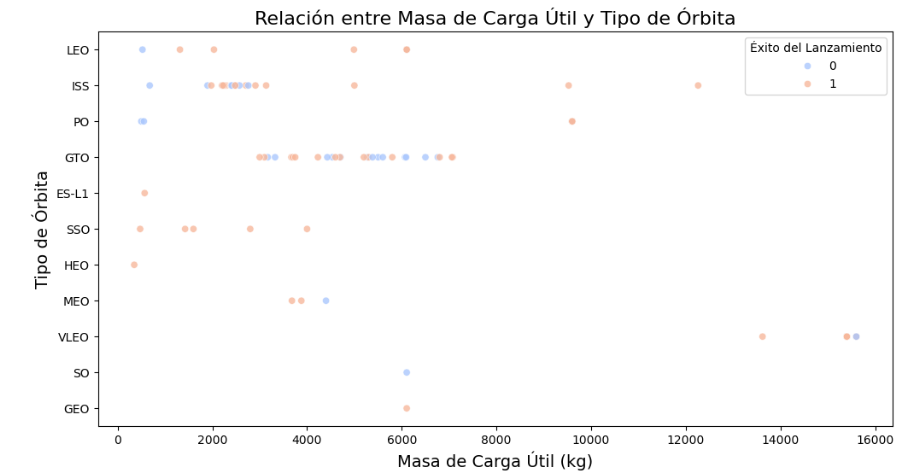 Relación entre Masa de Carga Útil y Tipo de Órbita
Éxito del Lanzamiento
0
1
Tipo de Órbita
LEO
ISS
PO
GTO
ES-L1
SSO
HEO
MEO
VLEO
SO
GEO
0 2000 4000 6000 8000 10000 12000 14000 16000
Masa de Carga Útil (kg)